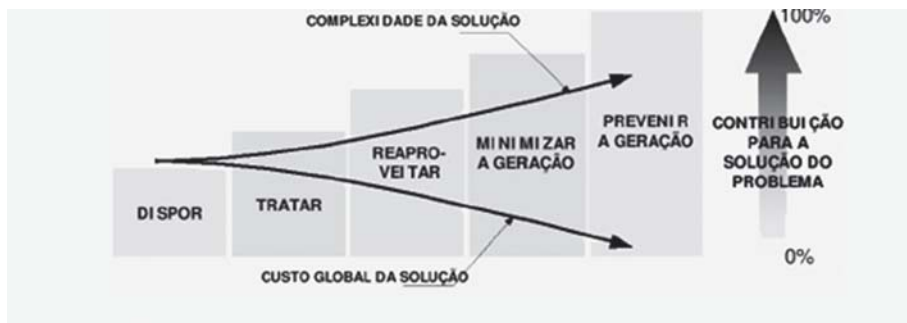 COMPLEXIDADE DA SOLUÇÃO
100%
DISPOR
TRATAR
REAPRO-
VEITAR
MINIMIZAR
A GERAÇÃO
PREVENIR
A GERAÇÃO
CONTRIBUIÇÃO
PARA A
SOLUÇÃO DO
PROBLEMA
CUSTO GLOBAL DA SOLUÇÃO
0%